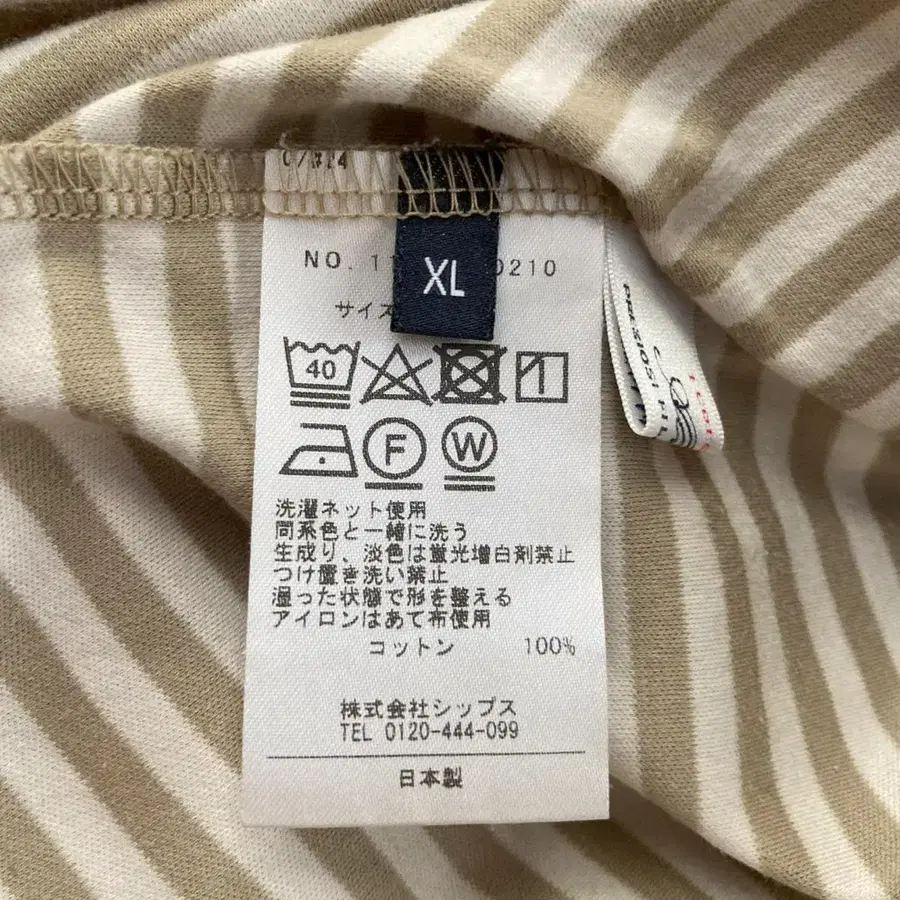 NO. 11
0210
XL
サイズ
40
F
W
洗濯ネット使用
同系色と一緒に洗う
生成り、淡色は蛍光増白剤禁止
つけ置き洗い禁止
湿った状態で形を整える
アイロンはあて布使用
コットン 100%
株式会社シップス
TEL 0120-444-099
日本製